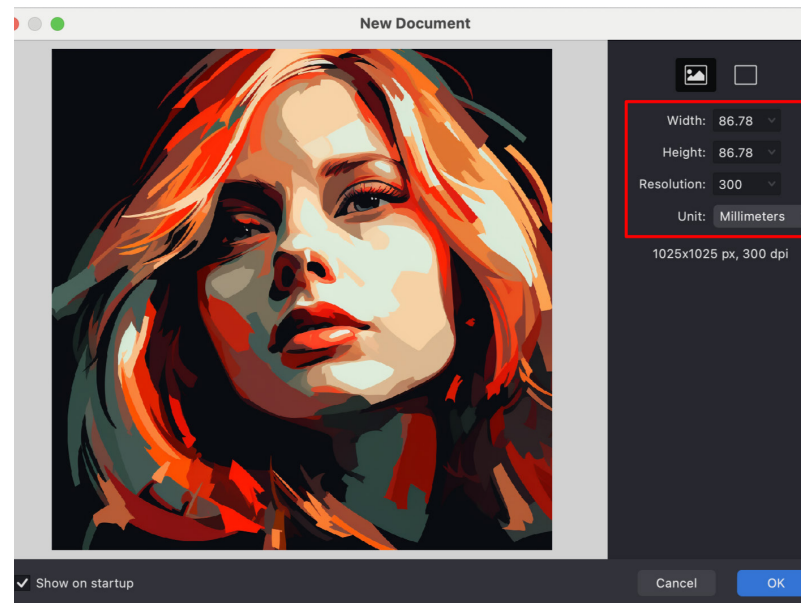 New Document
Width: 86.78
Height: 86.78
Resolution: 300
Unit: Millimeters
1025x1025 px, 300 dpi
Show on startup
Cancel
OK